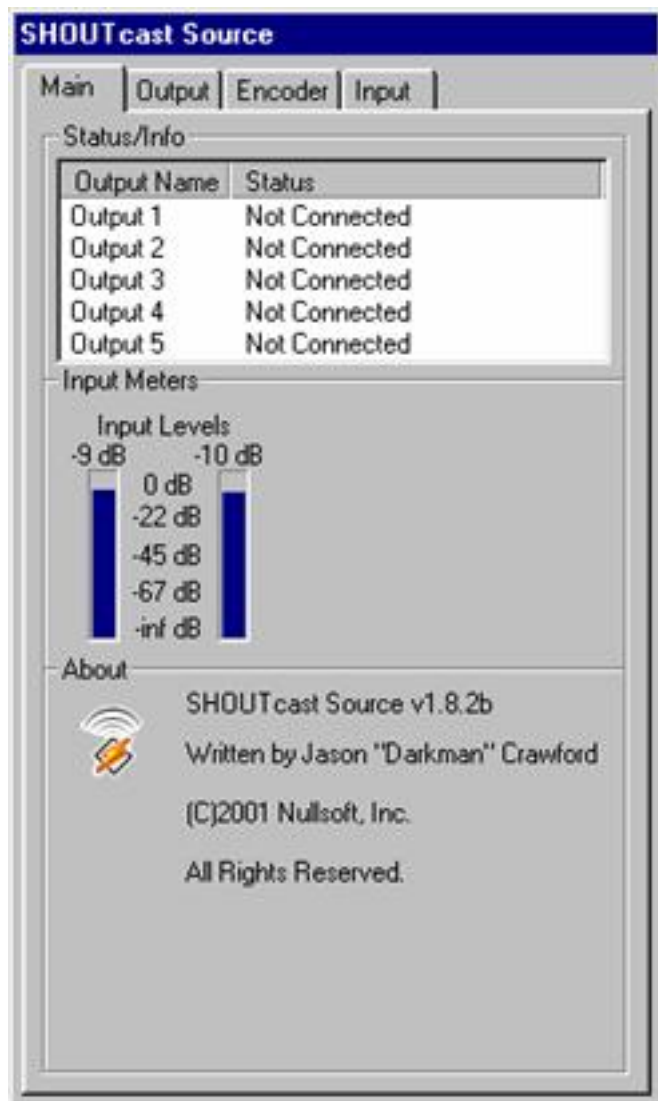 SHOUTcast Source
Main Output Encoder Input
Status/Info
Output Name Status
Output 1 Not Connected
Output 2 Not Connected
Output 3 Not Connected
Output 4 Not Connected
Output 5 Not Connected
Input Meters
Input Levels
-9 dB -10 dB
0 dB
-22 dB
-45 dB
-67 dB
-inf dB
About
SHOUTcast Source v1.8.2b
Written by Jason "Darkman" Crawford
(C)2001 Nullsoft, Inc.
All Rights Reserved.